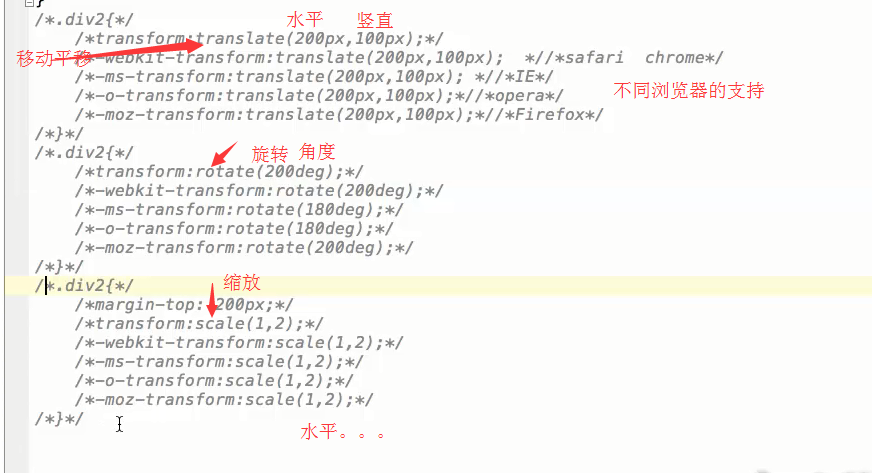 }
/*.div2{*/
水平 竖直
/*transform:translate(200px,100px);*/
移动平移
/*-webkit-transform:translate(200px,100px);  *//*safari  chrome*/
/*-ms-transform:translate(200px,100px); *//*IE*/
不同浏览器的支持
/*-o-transform:translate(200px,100px);*//*opera*/
/*-moz-transform:translate(200px,100px);*//*Firefox*/
/*}*/
/*.div2{*/
旋转 角度
/*transform:rotate(200deg);*/
/*-webkit-transform:rotate(200deg);*/
/*-ms-transform:rotate(180deg);*/
/*-o-transform:rotate(180deg);*/
/*-moz-transform:rotate(200deg);*/
/*}*/
/*.div2{*/
缩放
/*margin-top: 200px;*/
/*transform:scale(1,2);*/
/*-webkit-transform:scale(1,2);*/
/*-ms-transform:scale(1,2);*/
/*-o-transform:scale(1,2);*/
/*-moz-transform:scale(1,2);*/
/*}*/
水平。。。